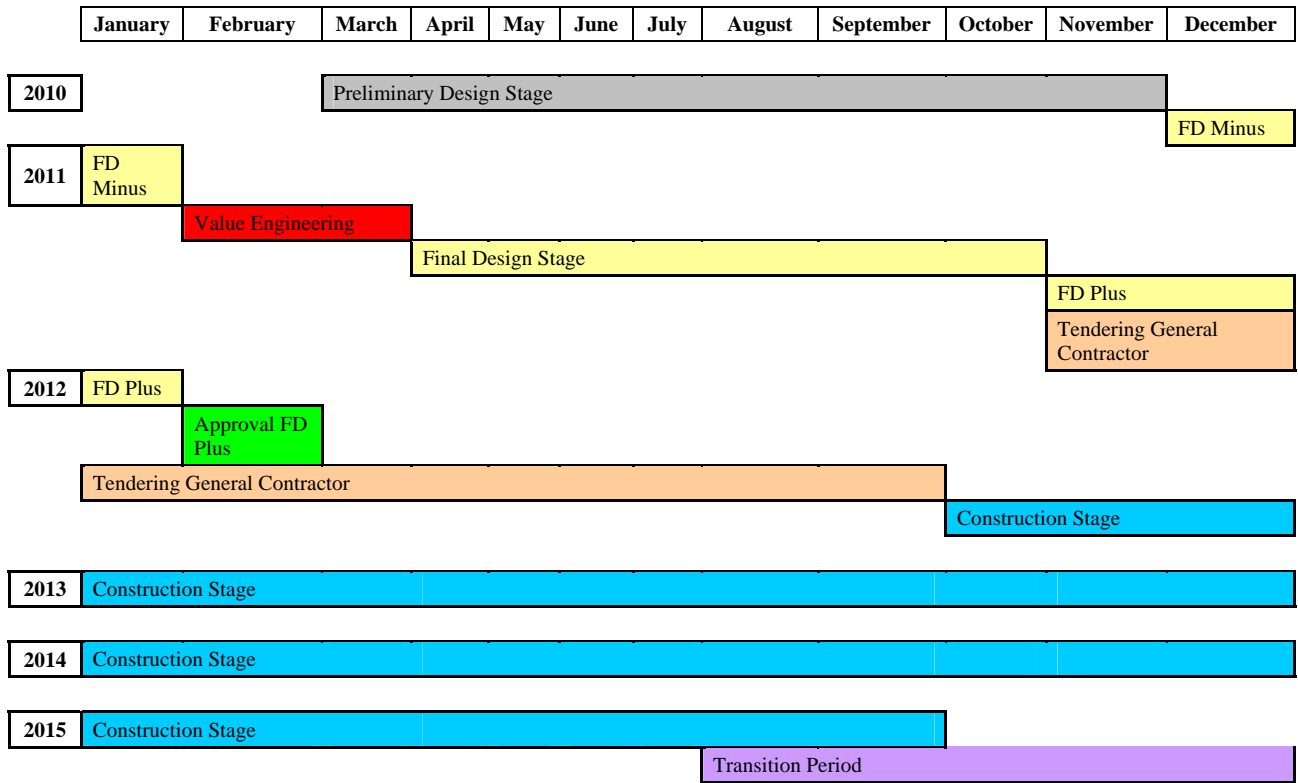 January February March April May June July August September October November December
2010 Preliminary Design Stage
FD Minus
2011 FD
Minus
Value Engineering
Final Design Stage
FD Plus
Tendering General
Contractor
2012 FD Plus
Approval FD
Plus
Tendering General Contractor
Construction Stage
2013 Construction Stage
2014 Construction Stage
2015 Construction Stage
Transition Period